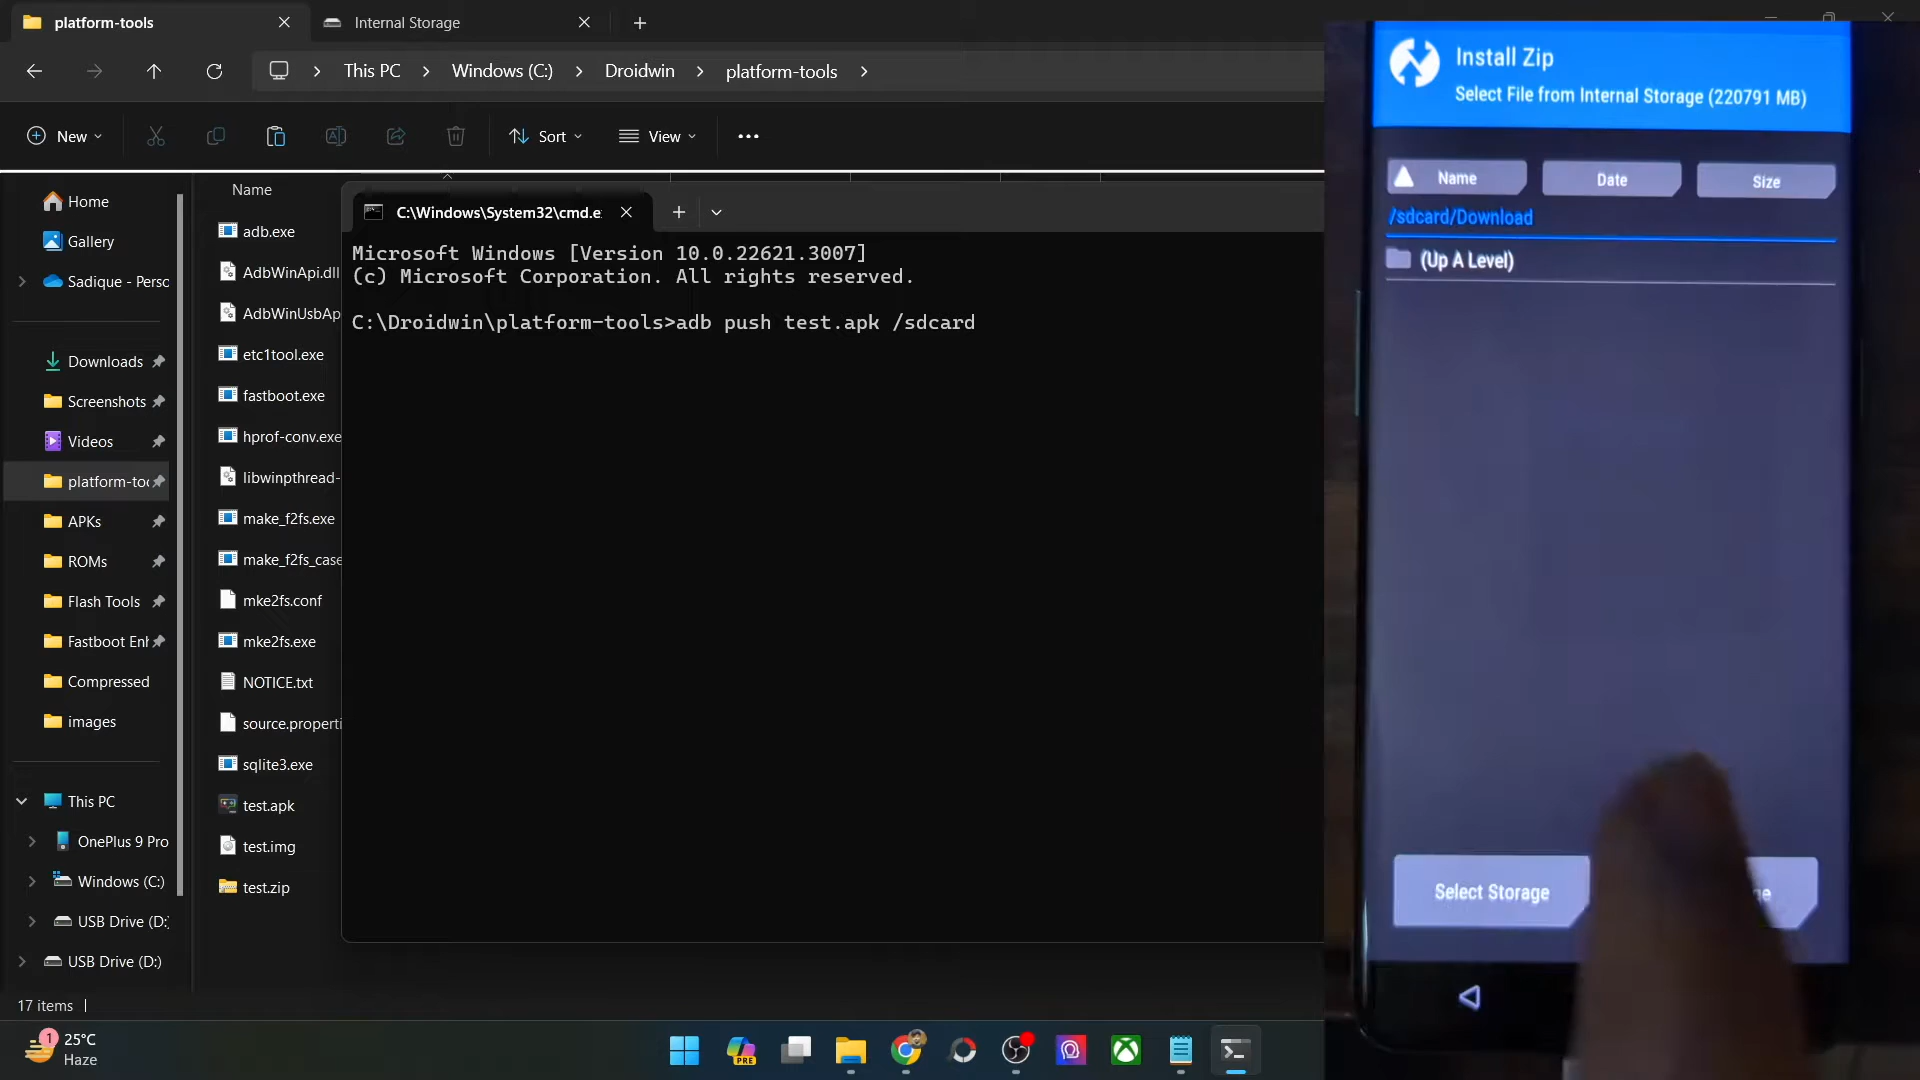 platform-tools
Internal Storage
This PC > Windows (C:) > Droidwin > platform-tools >
New
Sort
View
Home
Gallery
Sadique - Persc
Downloads
Screenshots
Videos
platform-toc
APKs
ROMs
Flash Tools
Fastboot Enh
Compressed
images
This PC
OnePlus 9 Pro
Windows (C:)
USB Drive (D:)
USB Drive (D:)
17 items
Name
adb.exe
AdbWinApi.dll
AdbWinUsbAp
etc1tool.exe
fastboot.exe
hprof-conv.exe
libwinpthread-
make_f2fs.exe
make_f2fs_case
mke2fs.conf
mke2fs.exe
NOTICE.txt
source.properti
sqlite3.exe
test.apk
test.img
test.zip
C:\Windows\System32\cmd.e
Microsoft Windows [Version 10.0.22621.3007]
(c) Microsoft Corporation. All rights reserved.
C:\Droidwin\platform-tools>adb push test.apk /sdcard
Install Zip
Select File from Internal Storage (220791 MB)
Name
Date
Size
/sdcard/Download
(Up A Level)
Select Storage
ge
1
25°C
Haze
PRE